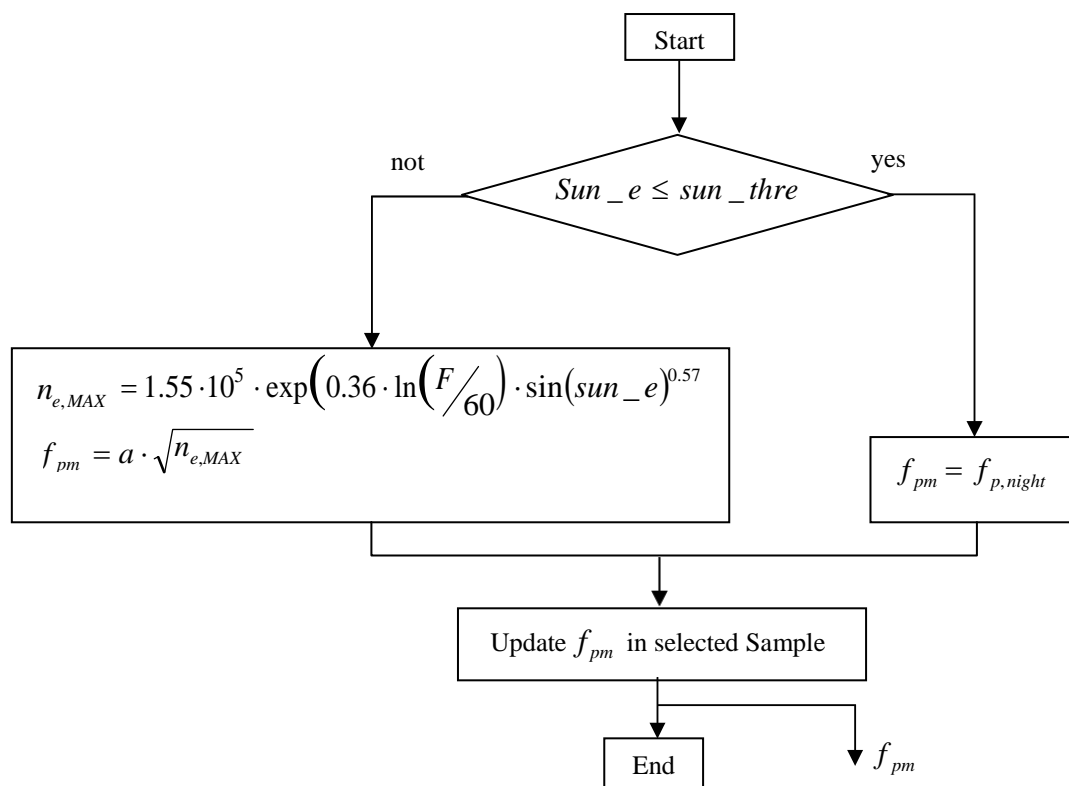 Start
not
yes
Sun _ e ≤ sun _ thre
n_{e,MAX} = 1.55 · 10^5 · exp(0.36 · ln(F/60) · sin(sun _ e)^{0.57}
f_{pm} = a · √n_{e,MAX}
f_{pm} = f_{p,night}
Update f_{pm} in selected Sample
End
f_{pm}